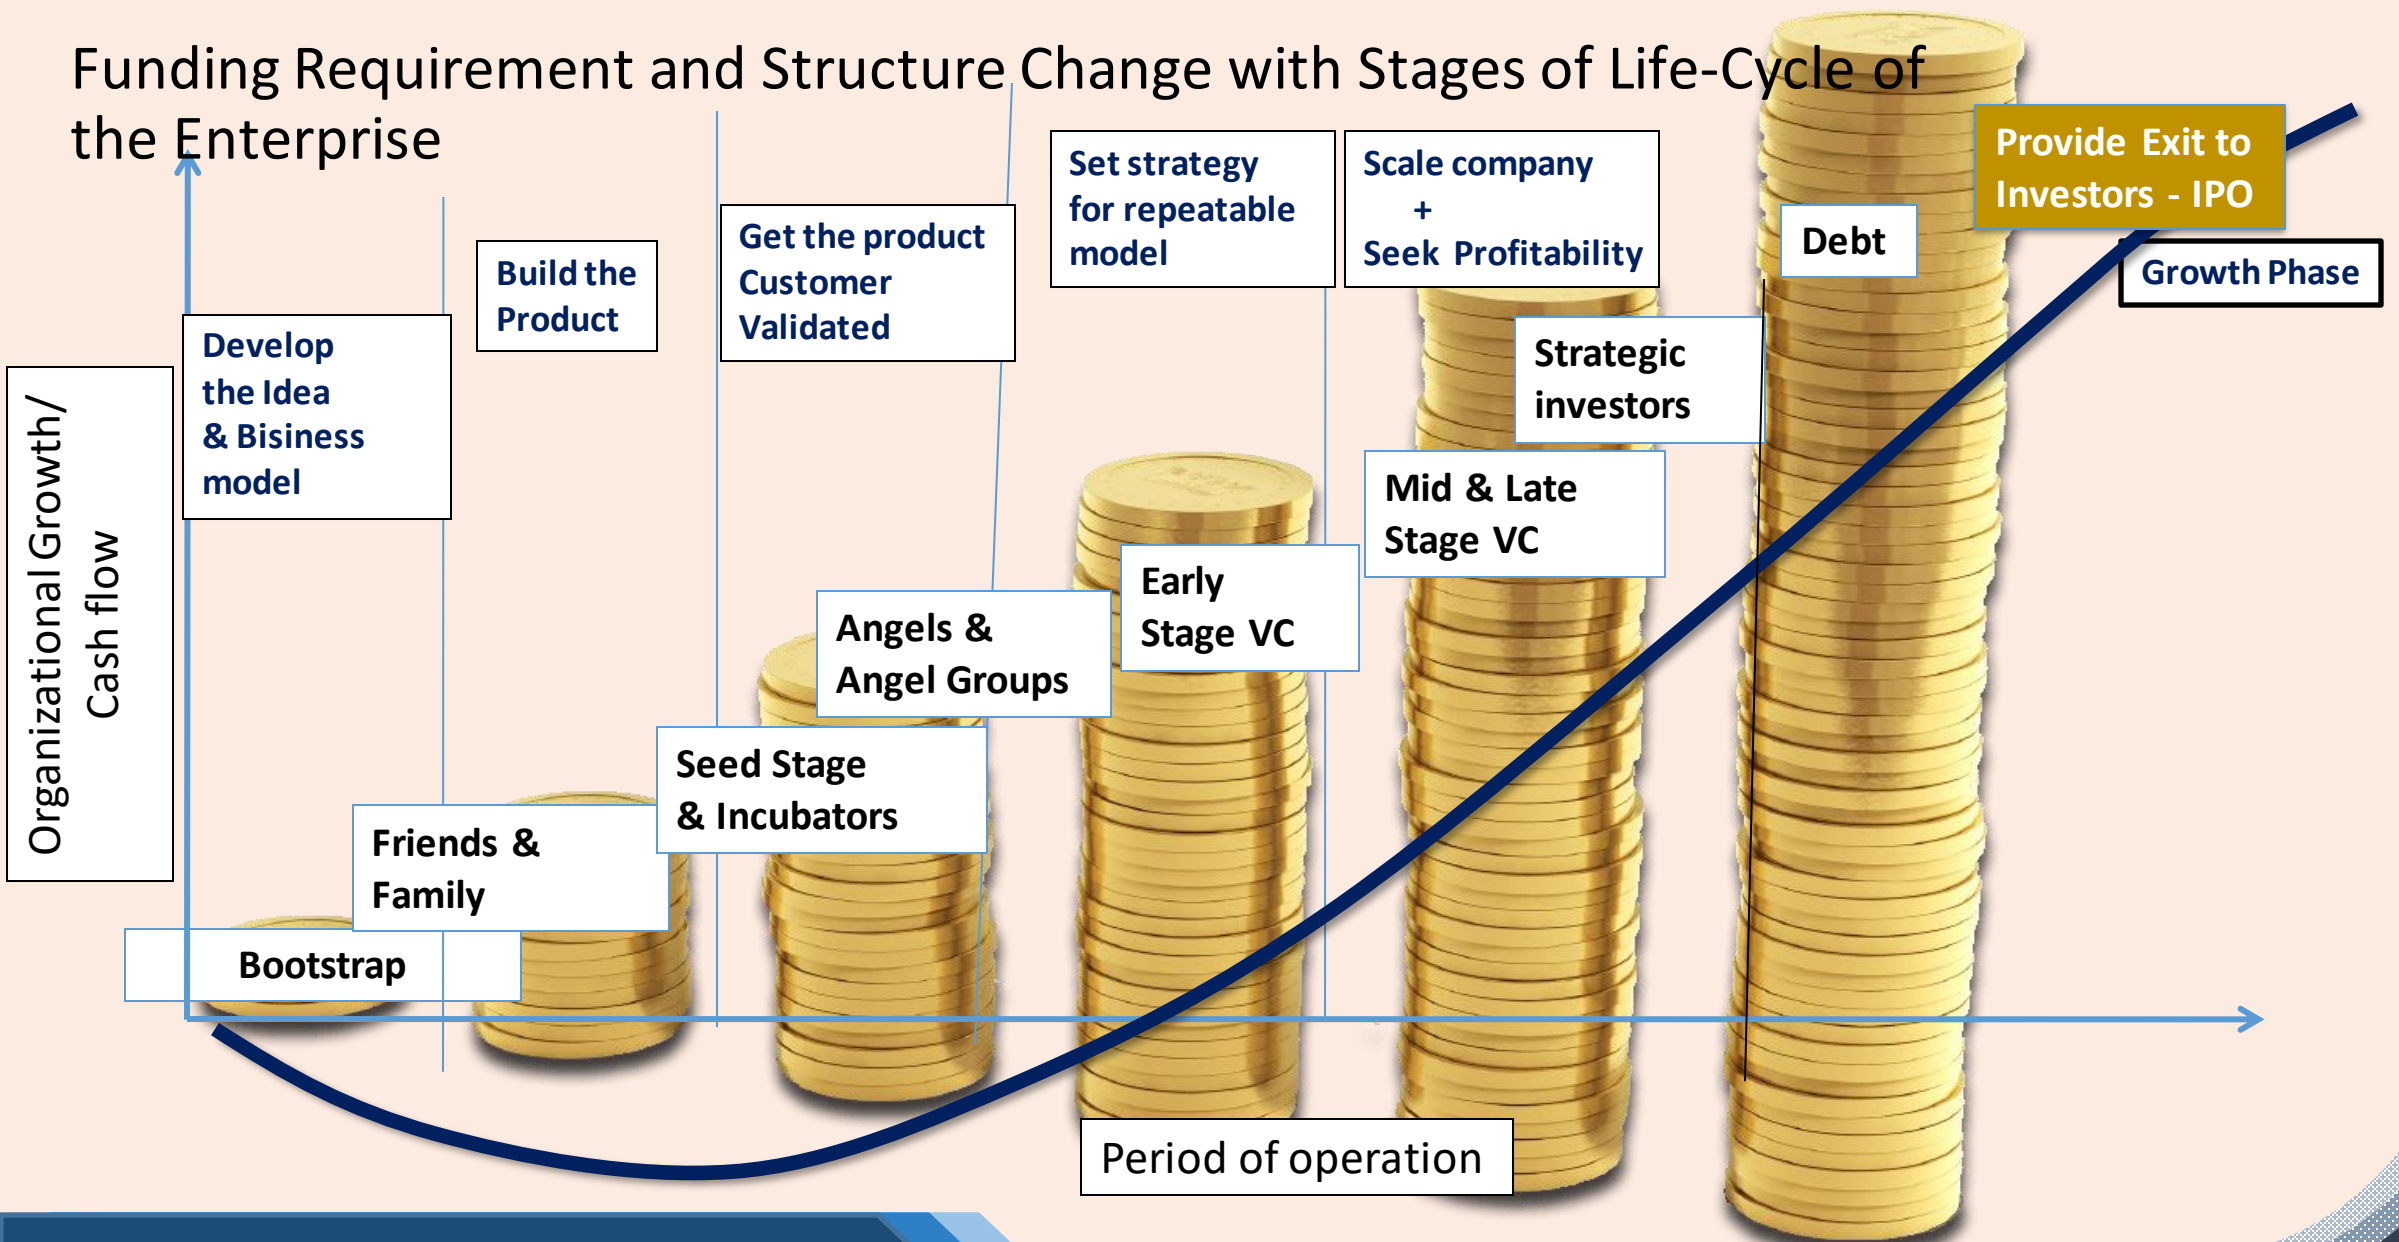 Funding Requirement and Structure Change with Stages of Life-Cycle of
the Enterprise
Organizational Growth/
Cash flow
Develop
the Idea
& Bisiness
model
Build the
Product
Get the product
Customer
Validated
Set strategy
for repeatable
model
Scale company
+
Seek Profitability
Provide Exit to
Investors - IPO
Growth Phase
Debt
Strategic
investors
Mid & Late
Stage VC
Early
Stage VC
Angels &
Angel Groups
Seed Stage
& Incubators
Friends &
Family
Bootstrap
Period of operation